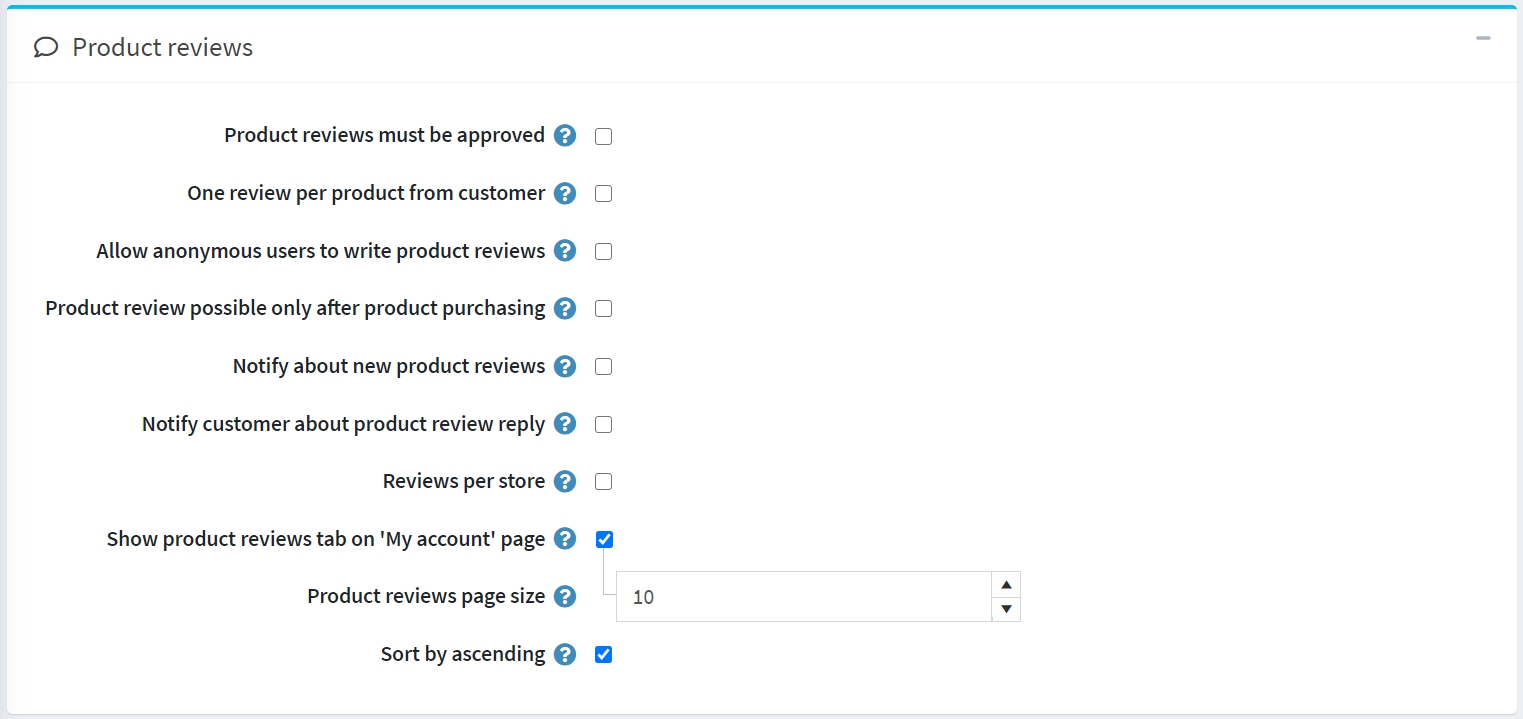 Product reviews
Product reviews must be approved
One review per product from customer
Allow anonymous users to write product reviews
Product review possible only after product purchasing
Notify about new product reviews
Notify customer about product review reply
Reviews per store
Show product reviews tab on 'My account' page
Product reviews page size 10
Sort by ascending